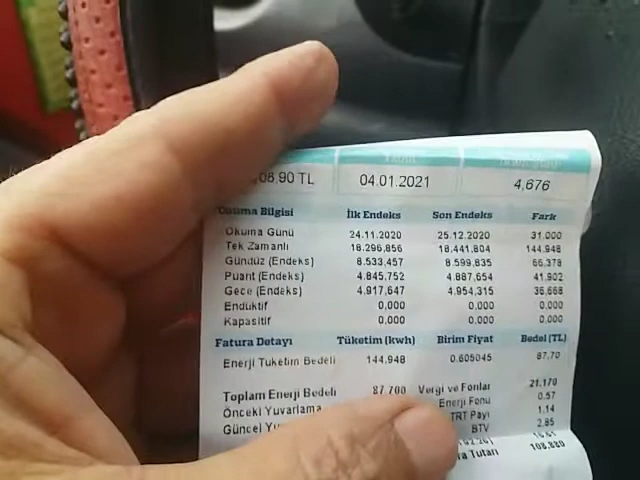 08,90 TL 04.01.2021 4,676
Okuma Bilgisi İlk Endeks Son Endeks Fark
Okuma Günü 24.11.2020 25.12.2020 31.000
Tek Zamanlı 18.296,856 18.441,804 144.948
Gündüz (Endeks) 8.533,457 8.599,835 66.378
Puant (Endeks) 4.845,752 4.887,654 41.902
Gece (Endeks) 4.917,647 4.954,315 36,668
Endüktif 0,000 0,000 0,000
Kapasitif 0,000 0,000 0,000
Fatura Detayı Tüketim (kwh) Birim Fiyat Bedel (TL)
Enerji Tüketim Bedeli 144.948 0.605045 87.70
Toplam Enerji Bedeli 87.700 Vergi ve Fonlar 21.170
Önceki Yuvarlama Enerji Fonu 0.57
Güncel Yu TRT Payı 1.14
BTV 2.85
a Tutarı 108,880